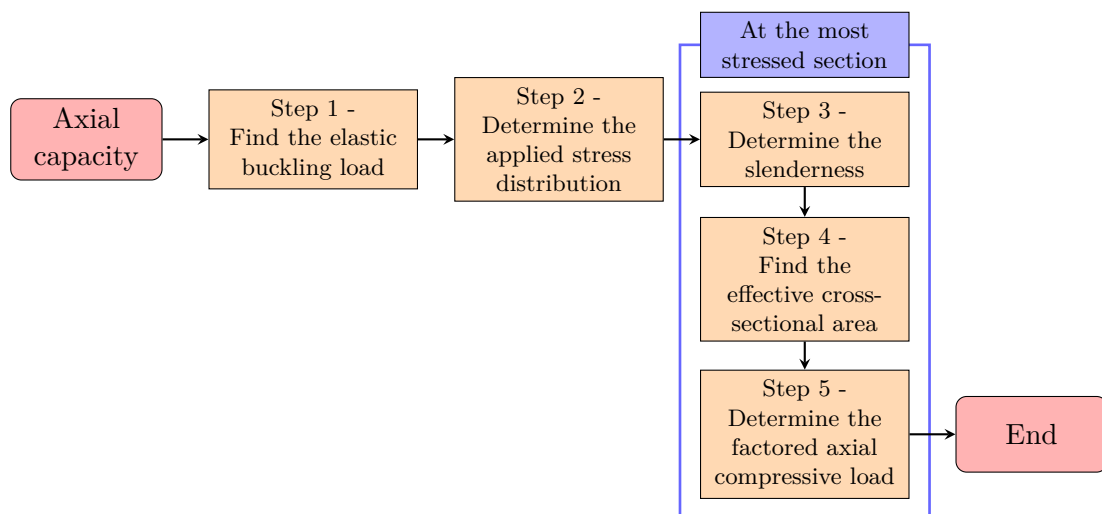 At the most
stressed section
Axial
capacity
Step 1 -
Find the elastic
buckling load
Step 2 -
Determine the
applied stress
distribution
Step 3 -
Determine the
slenderness
Step 4 -
Find the
effective cross-
sectional area
Step 5 -
Determine the
factored axial
compressive load
End